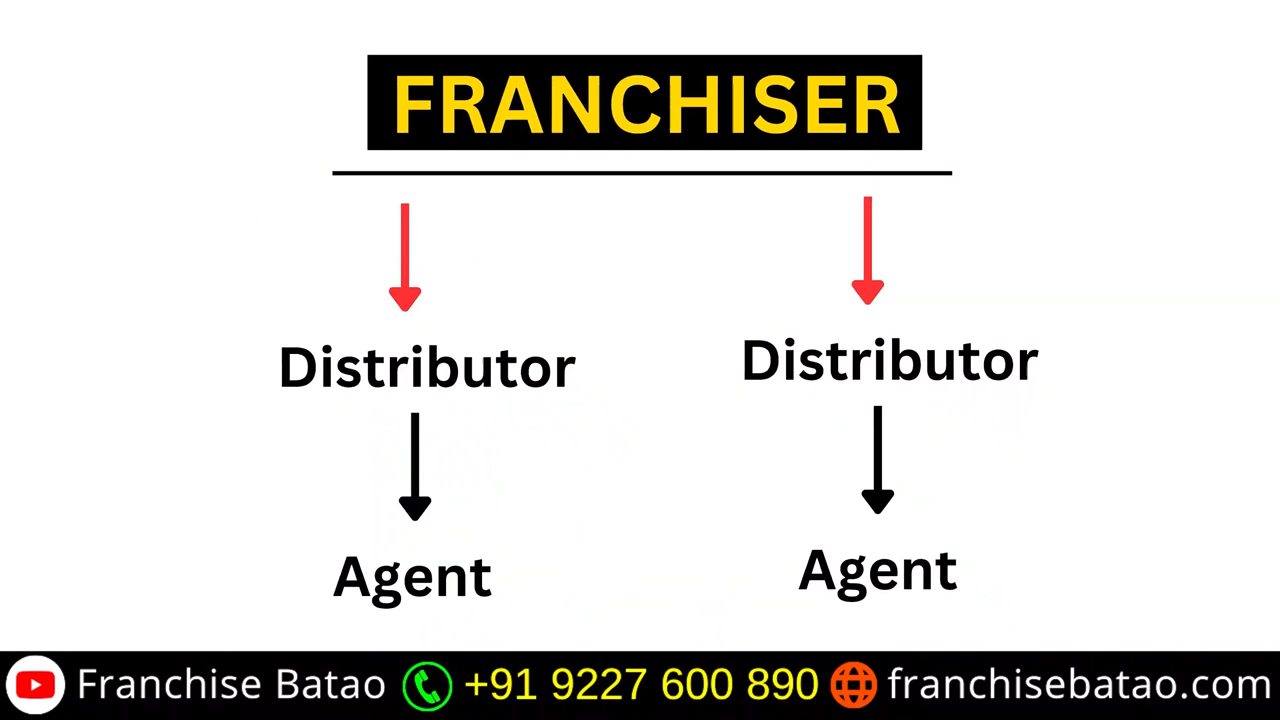 FRANCHISER
Distributor Distributor
Agent Agent
Franchise Batao +91 9227 600 890 franchisebatao.com